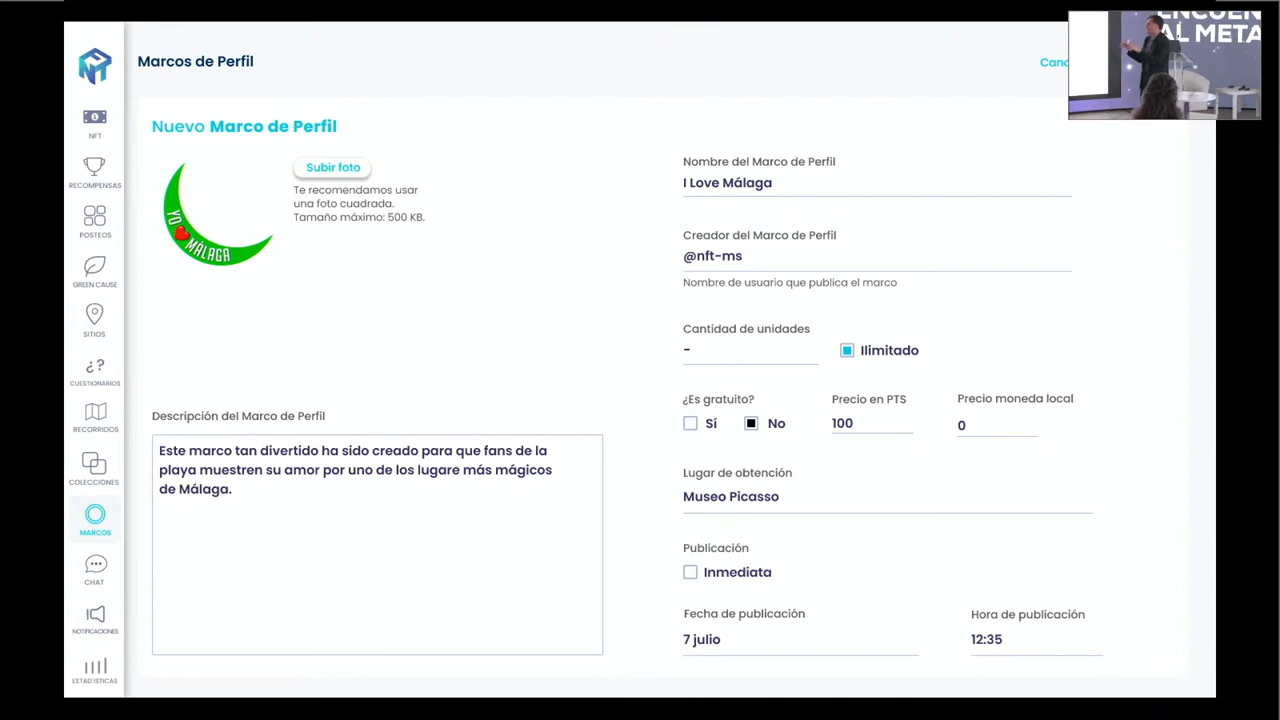 Marcos de Perfil
Nuevo Marco de Perfil
Subir foto
Te recomendamos usar
una foto cuadrada.
Tamaño máximo: 500 KB.
YO MÁLAGA
Descripción del Marco de Perfil
Este marco tan divertido ha sido creado para que fans de la
playa muestren su amor por uno de los lugare más mágicos
de Málaga.
Nombre del Marco de Perfil
I Love Málaga
Creador del Marco de Perfil
@nft-ms
Nombre de usuario que publica el marco
Cantidad de unidades
-
Ilimitado
¿Es gratuito?
Sí
No
Precio en PTS
100
Precio moneda local
0
Lugar de obtención
Museo Picasso
Publicación
Inmediata
Fecha de publicación
7 julio
Hora de publicación
12:35
NFT
RECOMPENSAS
POSTEOS
GREEN CAUSE
SITIOS
¿?
CUESTIONARIOS
RECORRIDOS
COLECCIONES
MARCOS
CHAT
NOTIFICACIONES
ESTADÍSTICAS
AL META